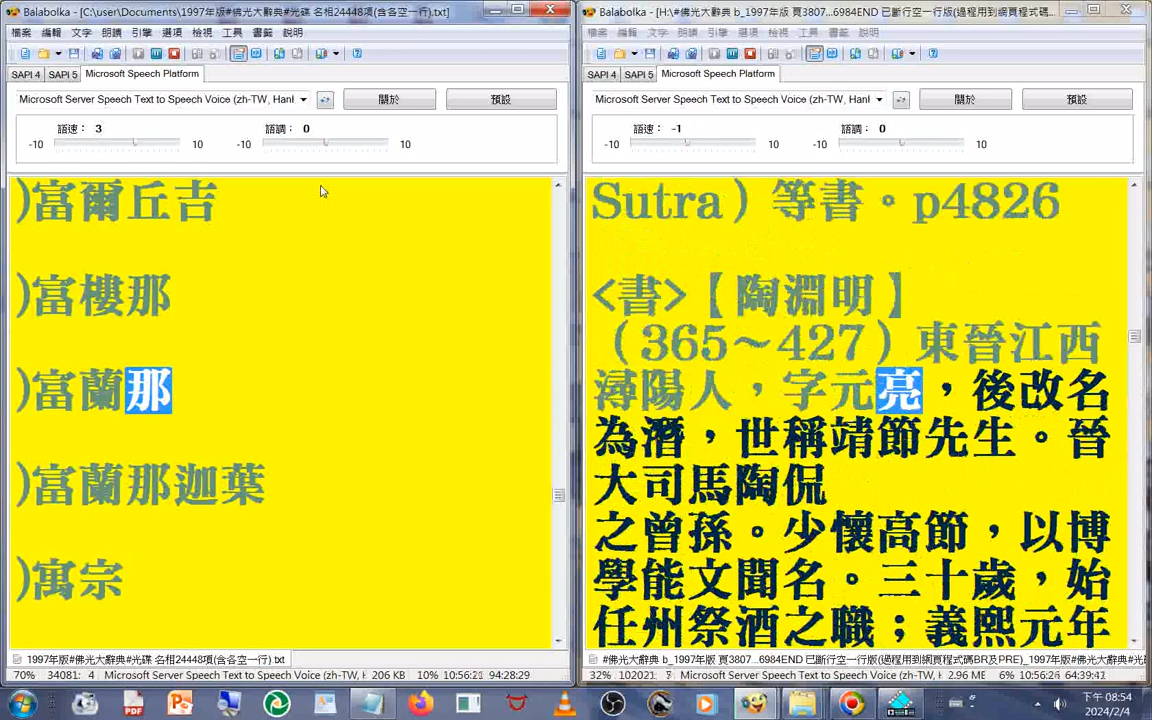 Balabolka - [C:\user\Documents\1997年版#佛光大辭典#光碟 名相24448項(含各空一行).txt]
檔案 編輯 文字 朗讀 引擎 選項 檢視 工具 書籤 說明
SAPI 4 SAPI 5 Microsoft Speech Platform
Microsoft Server Speech Text to Speech Voice (zh-TW, Hanl
關於
預設
語速： 3
語調： 0
-10 10 -10 10
)富爾丘吉
)富樓那
)富蘭那
)富蘭那迦葉
)寓宗
1997年版#佛光大辭典#光碟 名相24448項(含各空一行).txt
70% 34081: 4 Microsoft Server Speech Text to Speech Voice (zh-TW, H 206 KB 10% 10:56:21 94:28:29
Balabolka - [H:\#佛光大辭典 b_1997年版 頁3807...6984END 已斷行空一行版(過程用到網頁程式碼...
檔案 編輯 文字 朗讀 引擎 選項 檢視 工具 書籤 說明
SAPI 4 SAPI 5 Microsoft Speech Platform
Microsoft Server Speech Text to Speech Voice (zh-TW, Hanl
關於
預設
語速： -1
語調： 0
-10 10 -10 10
Sutra）等書。p4826
<書>【陶淵明】
（365～427）東晉江西
潯陽人，字元亮，後改名
為潛，世稱靖節先生。晉
大司馬陶侃
之曾孫。少懷高節，以博
學能文聞名。三十歲，始
任州祭酒之職；義熙元年
#佛光大辭典 b_1997年版 頁3807...6984END 已斷行空一行版(過程用到網頁程式碼BR及PRE)_1997年版#佛光大辭典#光
32% 102021: 7 Microsoft Server Speech Text to Speech Voice (zh-TW, H 2.96 ME 6% 10:56:26 64:39:41
下午 08:54
2024/2/4